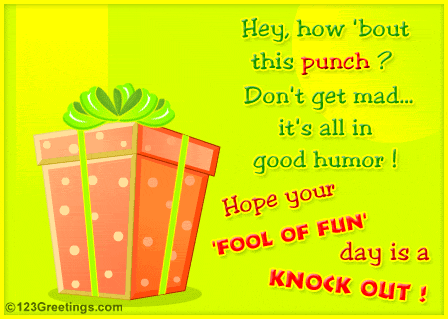 Hey, how 'bout
this punch ?
Don't get mad...
it's all in
good humor !
Hope your
'FOOL OF FUN'
day is a
KNOCK OUT !
©123Greetings.com